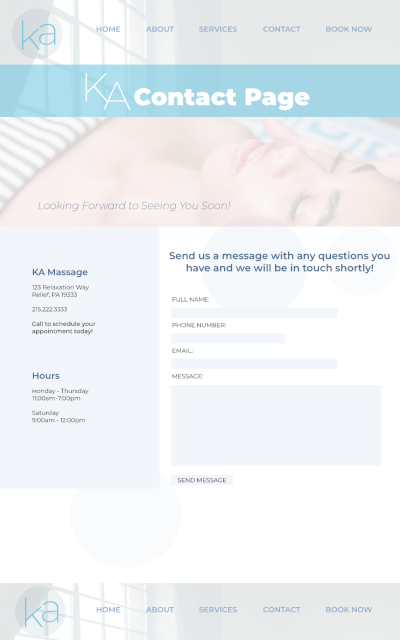 ka
HOME ABOUT SERVICES CONTACT BOOK NOW
KA Contact Page
Looking Forward to Seeing You Soon!
KA Massage
123 Relaxation Way
Relief, PA 19333
215.222.3333
Call to schedule your
appointment today!
Hours
Monday - Thursday
11:00am-7:00pm
Saturday
9:00am - 12:00pm
Send us a message with any questions you
have and we will be in touch shortly!
FULL NAME:
PHONE NUMBER:
EMAIL:
MESSAGE:
SEND MESSAGE
ka
HOME ABOUT SERVICES CONTACT BOOK NOW